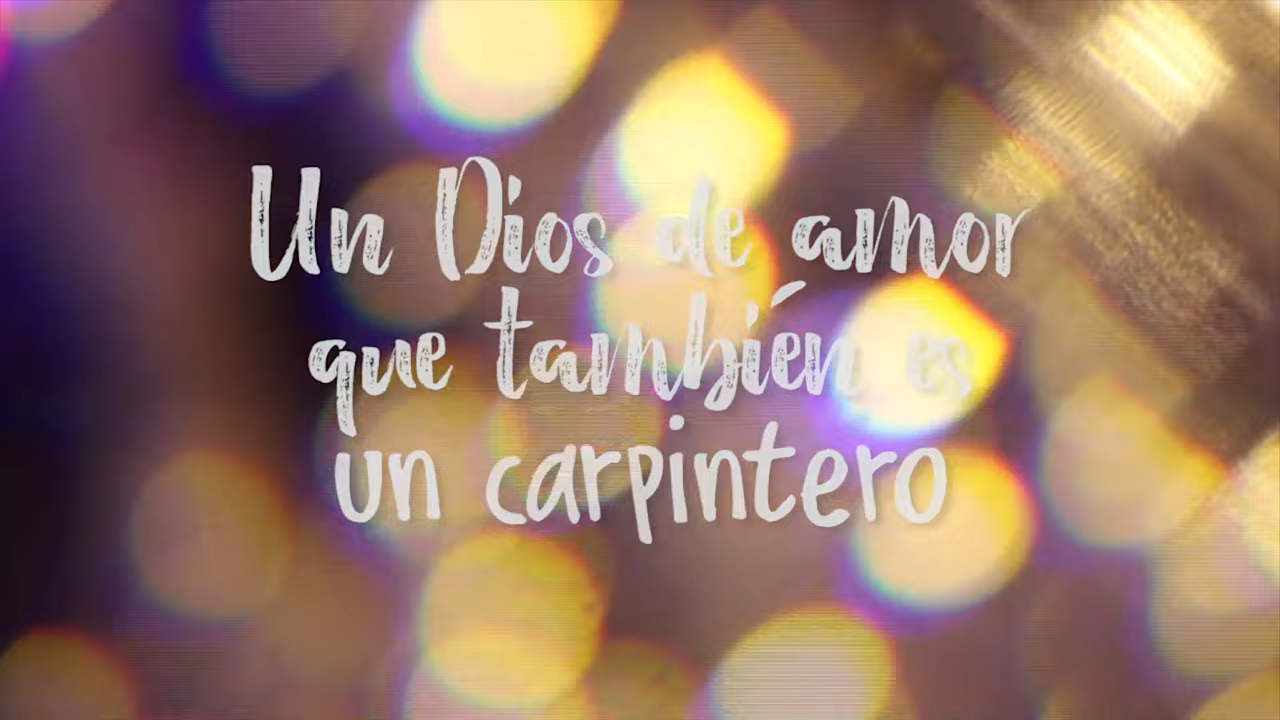 Un Dios de amor
que también es
un carpintero